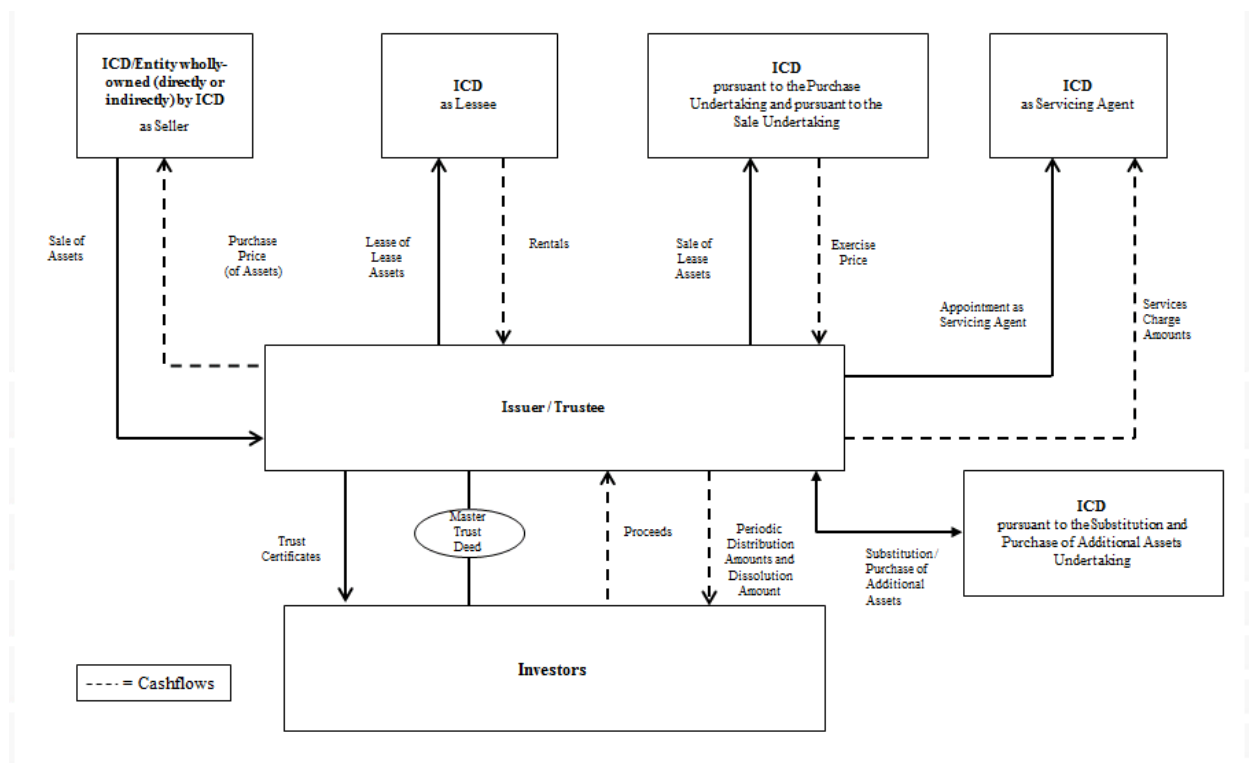 ICD/Entity wholly-
owned (directly or
indirectly) by ICD
as Seller
ICD
as Lessee
ICD
pursuant to the Purchase
Undertaking and pursuant to the
Sale Undertaking
ICD
as Servicing Agent
Sale of
Assets
Purchase
Price
(of Assets)
Lease of
Lease
Assets
Rentals
Sale of
Lease
Assets
Exercise
Price
Appointment as
Servicing Agent
Services
Charge
Amounts
Issuer / Trustee
Trust
Certificates
Master
Trust
Deed
Proceeds
Periodic
Distribution
Amounts and
Dissolution
Amount
Substitution/
Purchase of
Additional
Assets
ICD
pursuant to the Substitution and
Purchase of Additional Assets
Undertaking
Investors
---- = Cashflows